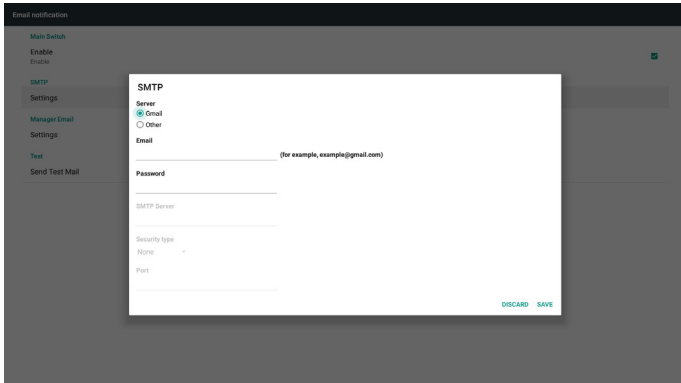 Email notification
Main Switch
Enable
Enable
SMTP
Settings
Manager Email
Settings
Test
Send Test Mail
SMTP
Server
Gmail
Other
Email
(for example, example@gmail.com)
Password
SMTP Server
Security type
None
Port
DISCARD SAVE